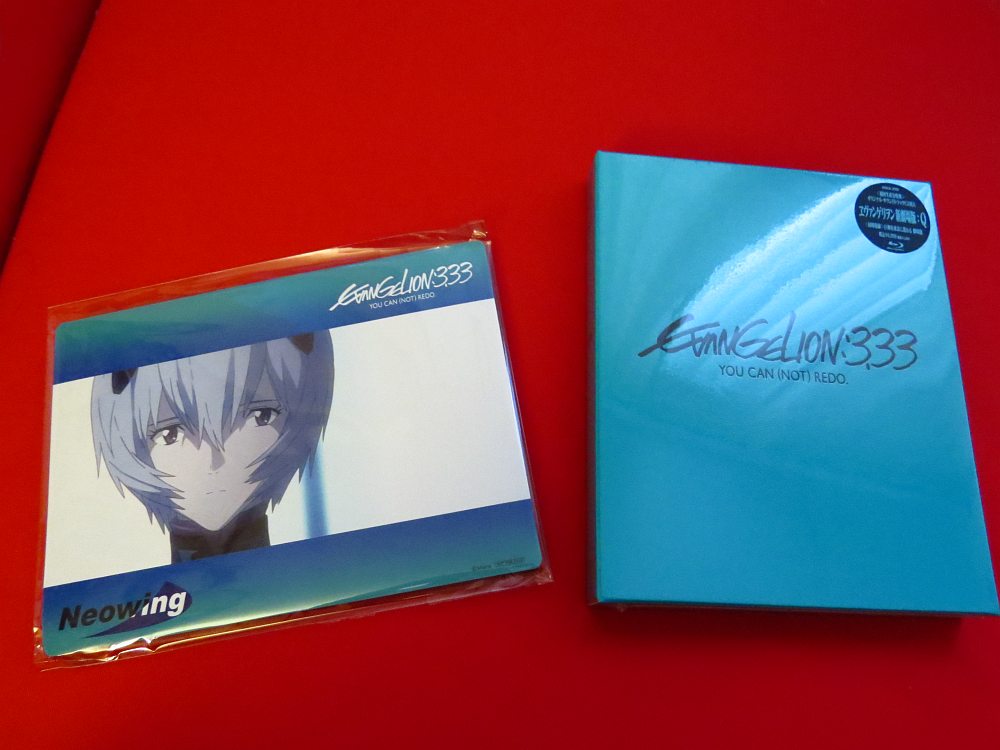 EVANGELION:3.33
YOU CAN (NOT) REDO.
Neowing
ヱヴァンゲリヲン 新劇場版:Q
EVANGELION:3.33
YOU CAN (NOT) REDO.